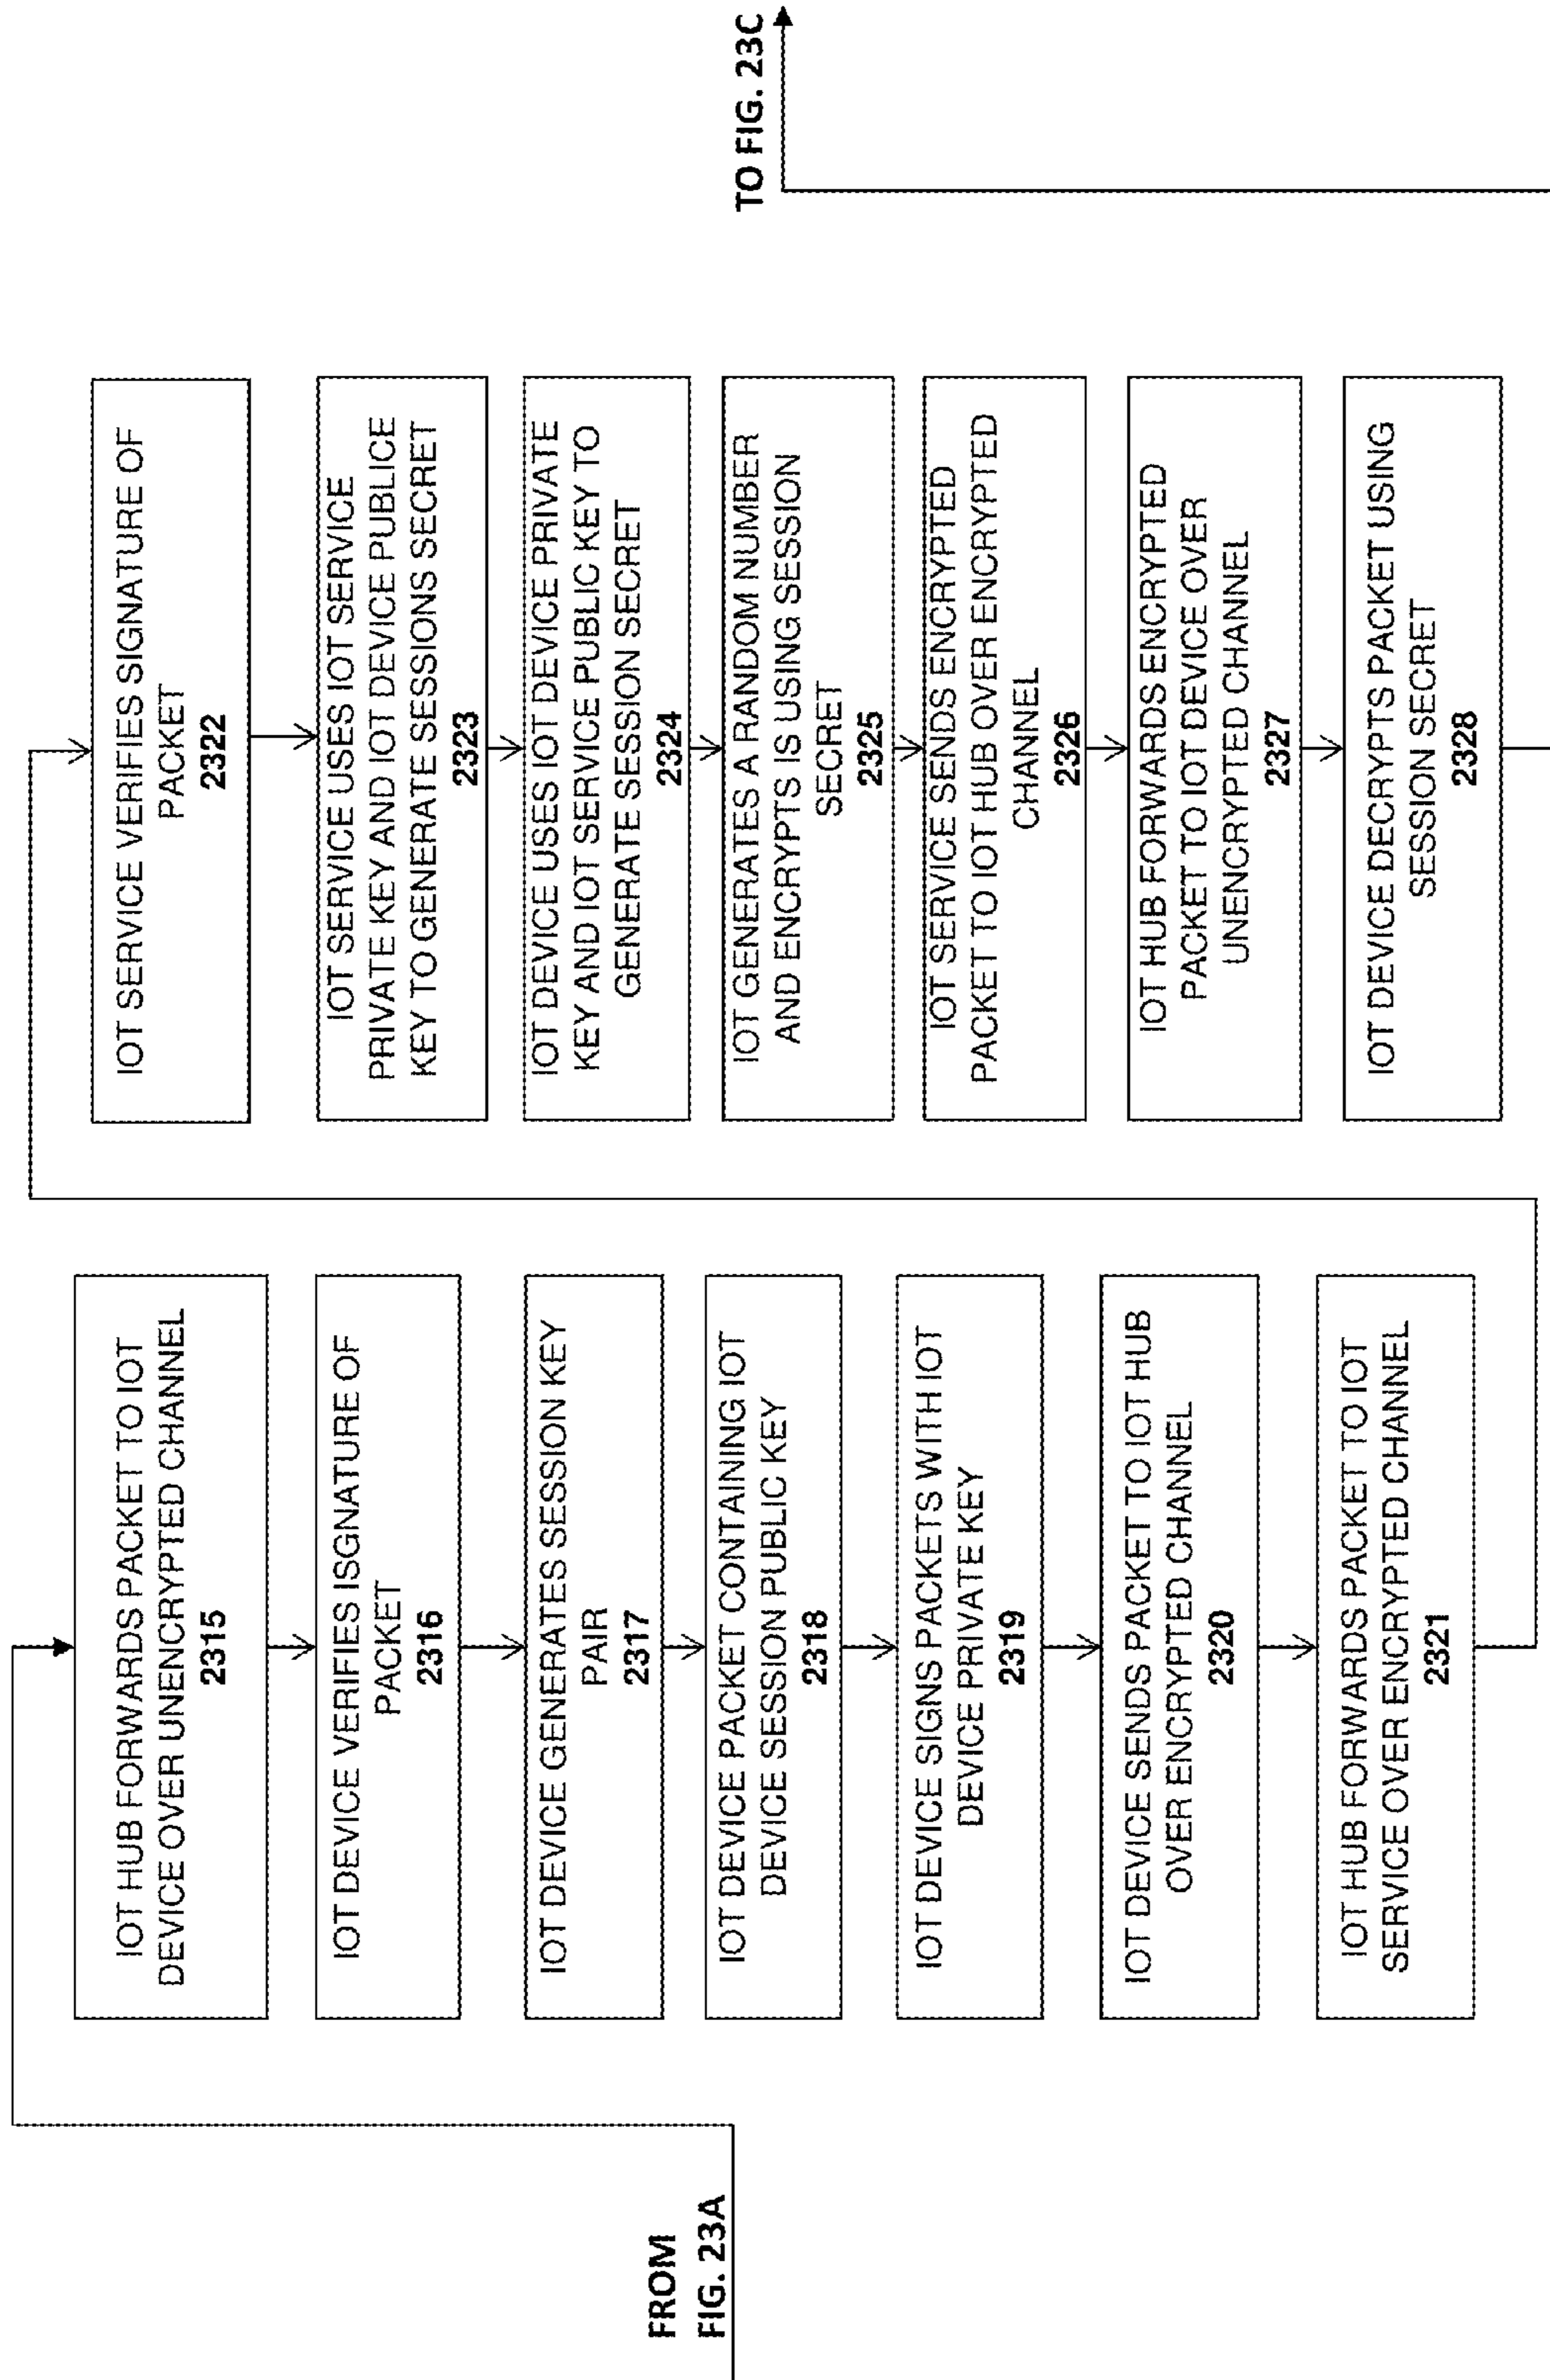 FROM
FIG. 23A
IOT HUB FORWARDS PACKET TO IOT
DEVICE OVER UNENCRYPTED CHANNEL
2315
IOT DEVICE VERIFIES ISGNATURE OF
PACKET
2316
IOT DEVICE GENERATES SESSION KEY
PAIR
2317
IOT DEVICE PACKET CONTAINING IOT
DEVICE SESSION PUBLIC KEY
2318
IOT DEVICE SIGNS PACKETS WITH IOT
DEVICE PRIVATE KEY
2319
IOT DEVICE SENDS PACKET TO IOT HUB
OVER ENCRYPTED CHANNEL
2320
IOT HUB FORWARDS PACKET TO IOT
SERVICE OVER ENCRYPTED CHANNEL
2321
IOT SERVICE VERIFIES SIGNATURE OF
PACKET
2322
IOT SERVICE USES IOT SERVICE
PRIVATE KEY AND IOT DEVICE PUBLICE
KEY TO GENERATE SESSIONS SECRET
2323
IOT DEVICE USES IOT DEVICE PRIVATE
KEY AND IOT SERVICE PUBLIC KEY TO
GENERATE SESSION SECRET
2324
IOT GENERATES A RANDOM NUMBER
AND ENCRYPTS IS USING SESSION
SECRET
2325
IOT SERVICE SENDS ENCRYPTED
PACKET TO IOT HUB OVER ENCRYPTED
CHANNEL
2326
IOT HUB FORWARDS ENCRYPTED
PACKET TO IOT DEVICE OVER
UNENCRYPTED CHANNEL
2327
IOT DEVICE DECRYPTS PACKET USING
SESSION SECRET
2328
TO FIG. 23C